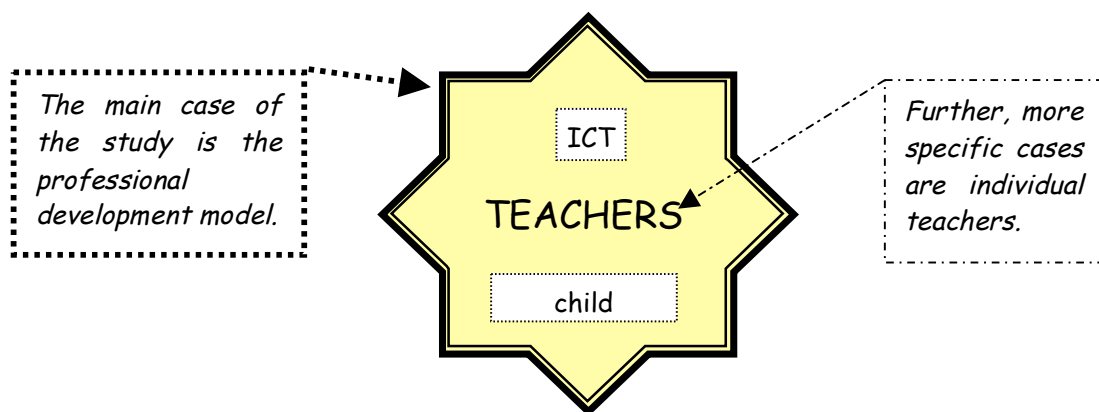 The main case of
the study is the
professional
development model.
ICT
TEACHERS
child
Further, more
specific cases
are individual
teachers.